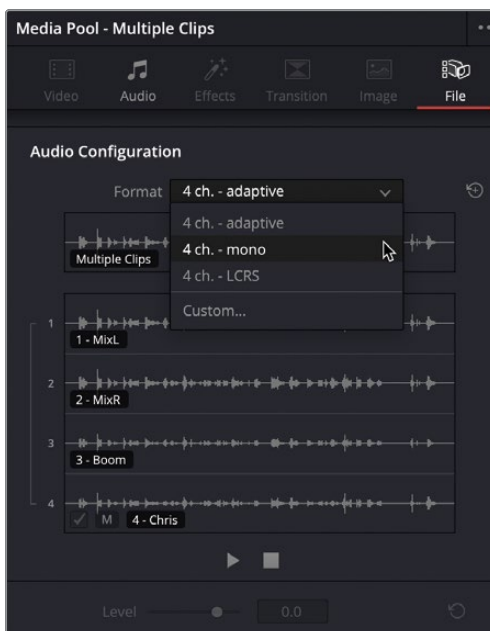 Media Pool - Multiple Clips
Video Audio Effects Transition Image File
Audio Configuration
Format 4 ch. - adaptive
4 ch. - adaptive
4 ch. - mono
4 ch. - LCRS
Custom...
Multiple Clips
1
1 - MixL
2
2 - MixR
3
3 - Boom
4
M 4 - Chris
Level 0.0